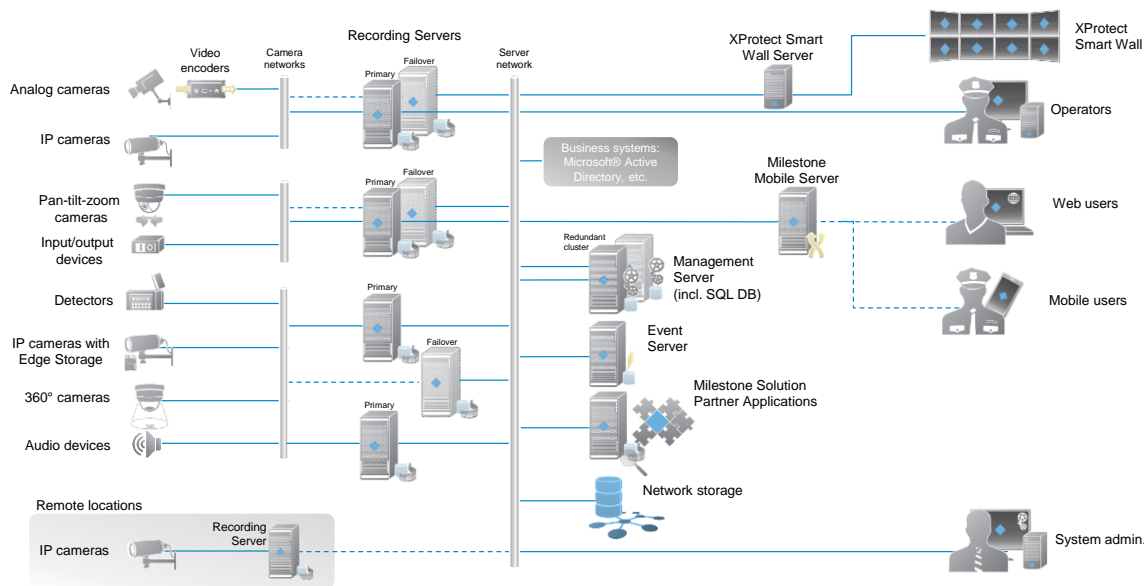 Recording Servers
Video
encoders
Camera
networks
Server
network
XProtect Smart
Wall Server
XProtect
Smart Wall
Primary
Failover
Analog cameras
Operators
IP cameras
Business systems:
Microsoft® Active
Directory, etc.
Milestone
Mobile Server
Primary
Failover
Pan-tilt-zoom
cameras
Web users
Input/output
devices
Redundant
cluster
Management
Server
(incl. SQL DB)
Detectors
Primary
Mobile users
IP cameras with
Edge Storage
Event
Server
Failover
360° cameras
Milestone Solution
Partner Applications
Primary
Audio devices
Network storage
Remote locations
Recording
Server
IP cameras
System admin.